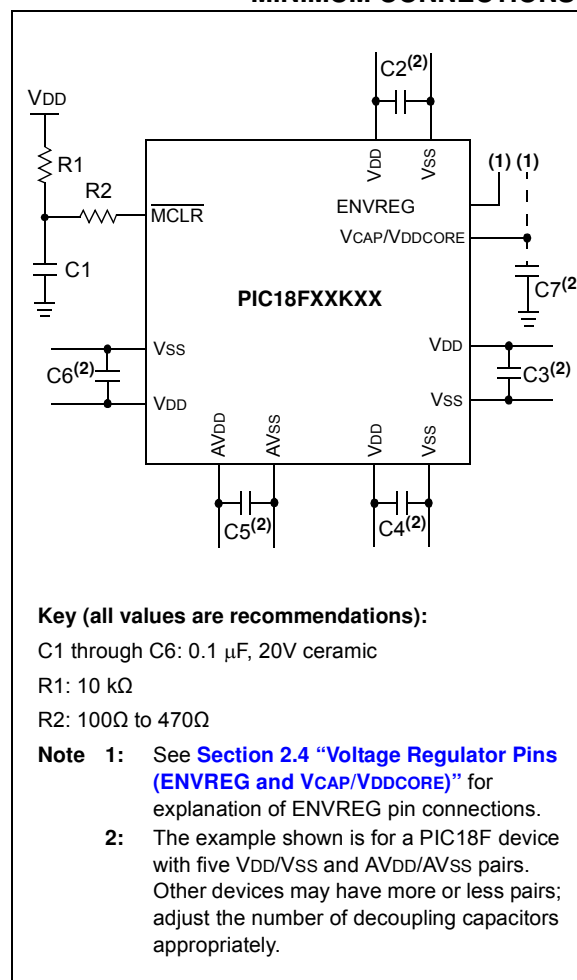 C2(2)
VDD
R1
R2
C1
MCLR
VDD
VSS
ENVREG
(1) (1)
VCAP/VDDCORE
C7(2
PIC18FXXKXX
VSS
C6(2)
VDD
VDD
C3(2)
VSS
AVDD
AVSS
VDD
VSS
C5(2)
C4(2)
Key (all values are recommendations):
C1 through C6: 0.1 μF, 20V ceramic
R1: 10 kΩ
R2: 100Ω to 470Ω
Note 1: See Section 2.4 “Voltage Regulator Pins
(ENVREG and VCAP/VDDCORE)” for
explanation of ENVREG pin connections.
2: The example shown is for a PIC18F device
with five VDD/VSS and AVDD/AVSS pairs.
Other devices may have more or less pairs;
adjust the number of decoupling capacitors
appropriately.